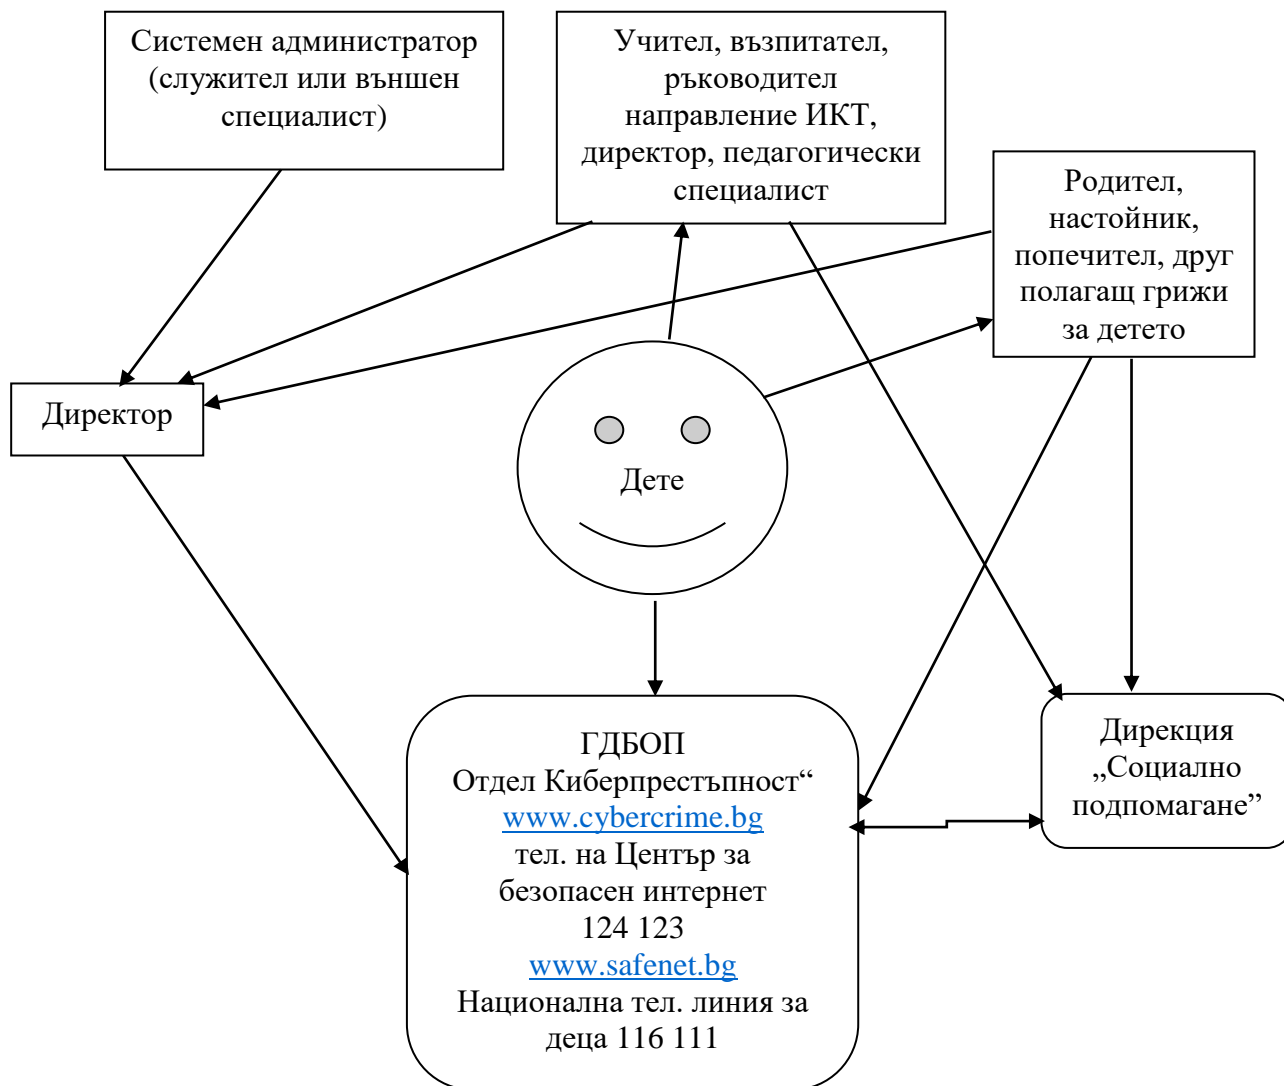 Системен администратор
(служител или външен
специалист)
Учител, възпитател,
ръководител
направление ИКТ,
директор, педагогически
специалист
Родител,
настойник,
попечител, друг
полагащ грижи
за детето
Директор
Дете
ГДБОП
Отдел Киберпрестъпност“
www.cybercrime.bg
тел. на Център за
безопасен интернет
124 123
www.safenet.bg
Национална тел. линия за
деца 116 111
Дирекция
„Социално
подпомагане”